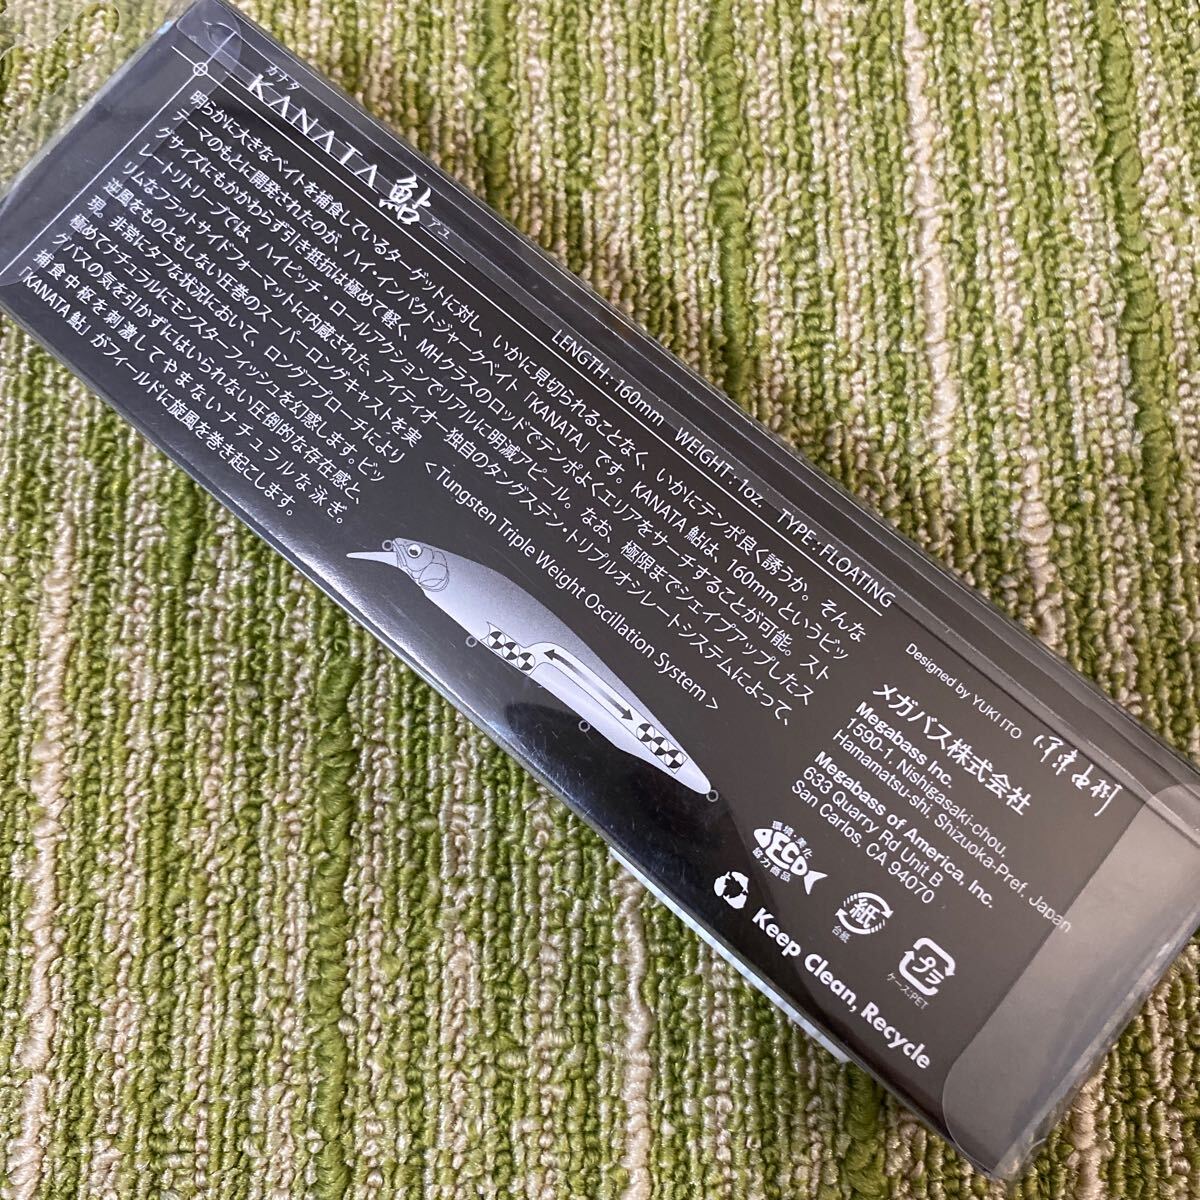 カナタ
KANATA 鮎 アユ
LENGTH : 160mm WEIGHT : 1oz. TYPE : FLOATING
明らかに大きなベイトを捕食しているターゲットに対し、いかに見切られることなく、いかにテンポ良く誘うか。そんな
テーマのもとに開発されたのが、ハイ・インパクトジャークベイト「KANATA」です。KANATA 鮎は、160mm というビッ
グサイズにもかかわらず引き抵抗は極めて軽く、MHクラスのロッドでテンポよくエリアをサーチすることが可能。スト
レートリトリーブでは、ハイピッチ・ロールアクションでリアルに明滅アピール。なお、極限までシェイプアップしたス
リムなフラットサイドフォーマットに内蔵された、アイティオー独自のタングステン・トリプルオシレートシステムによって、
逆風をものともしない圧巻のスーパーロングキャストを実
現。非常にタフな状況において、ロングアプローチにより
極めてナチュラルにモンスターフィッシュを幻惑します。ビッ
グバスの気を引かずにはいられない圧倒的な存在感と、
捕食中枢を刺激してやまないナチュラルな泳ぎ。
「KANATA 鮎」がフィールドに旋風を巻き起こします。
<Tungsten Triple Weight Oscillation System>
Designed by YUKI ITO
メガバス株式会社
Megabass Inc.
1590-1, Nishigasaki-chou,
Hamamatsu-shi, Shizuoka-Pref, Japan
Megabass of America, Inc.
633 Quarry Rd Unit B
San Carlos, CA 94070
環境・美化
ECO
協力商品
紙
台紙
プラ
ケース:PET
Keep Clean, Recycle